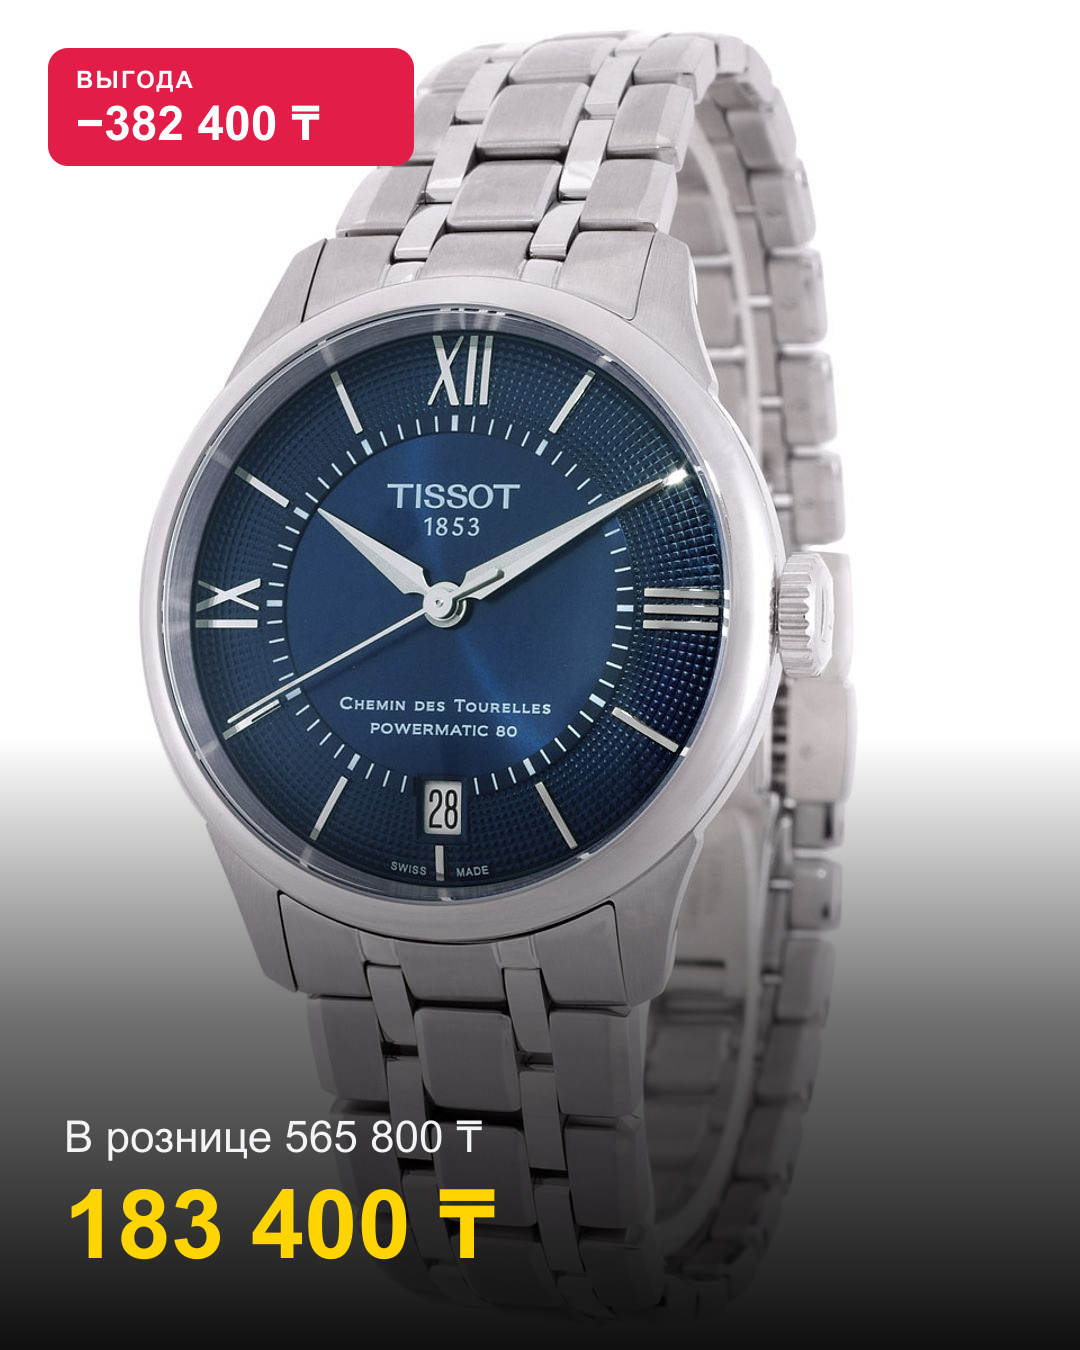 ВЫГОДА
−382 400 ₸
XII
TISSOT
1853
III
IX
CHEMIN DES TOURELLES
POWERMATIC 80
28
SWISS MADE
В рознице 565 800 ₸
183 400 ₸